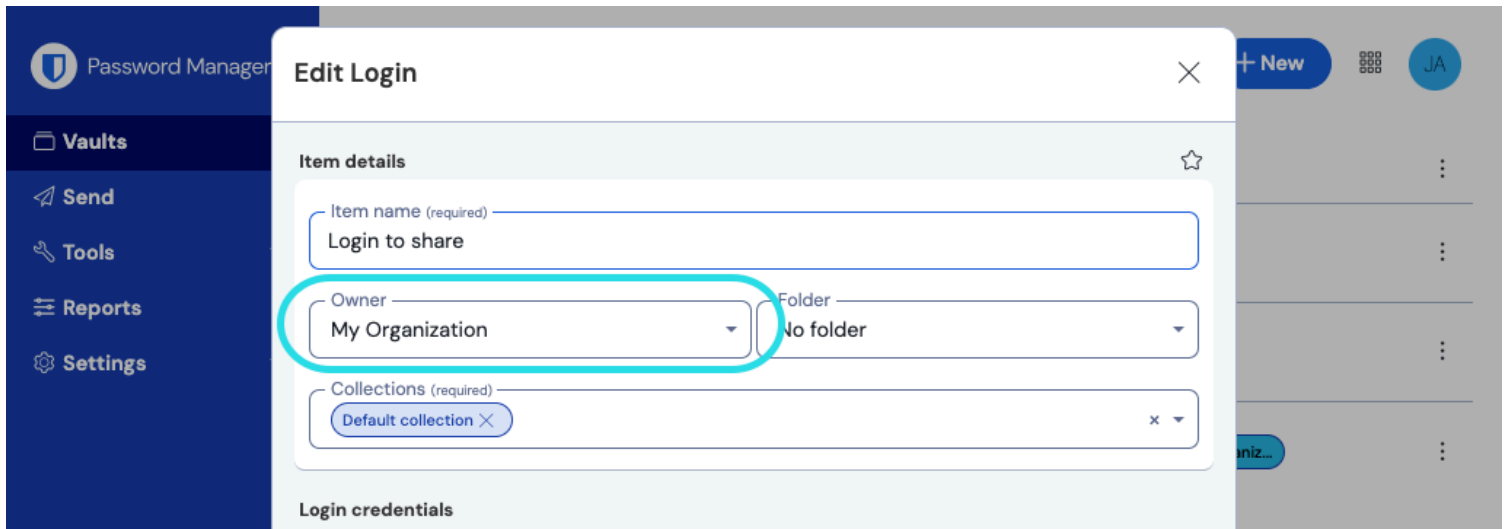 Password Manager
Edit Login
+ New
JA
Vaults
Item details
Send
Item name (required)
Login to share
Tools
Owner
Folder
My Organization
No folder
Reports
Settings
Collections (required)
Default collection
aniz...
Login credentials